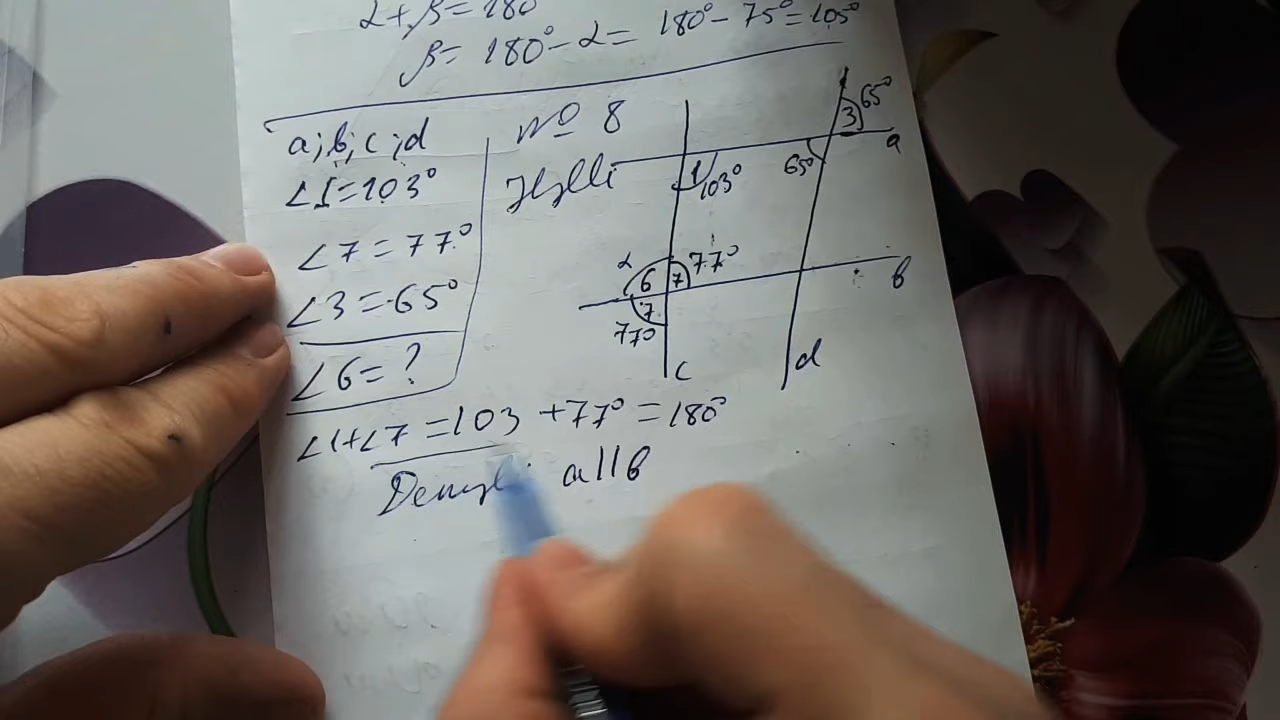 α+β=180°
β=180°-α= 180°-75°=105°
a;b;c;d
∠1=103°
∠7=77°
∠3=65°
∠6=?
№ 8
3 65°
a
65°
1 103°
α 6 7 77°
b
7
77°
c
d
∠1+∠7=103 +77°=180°
a||b